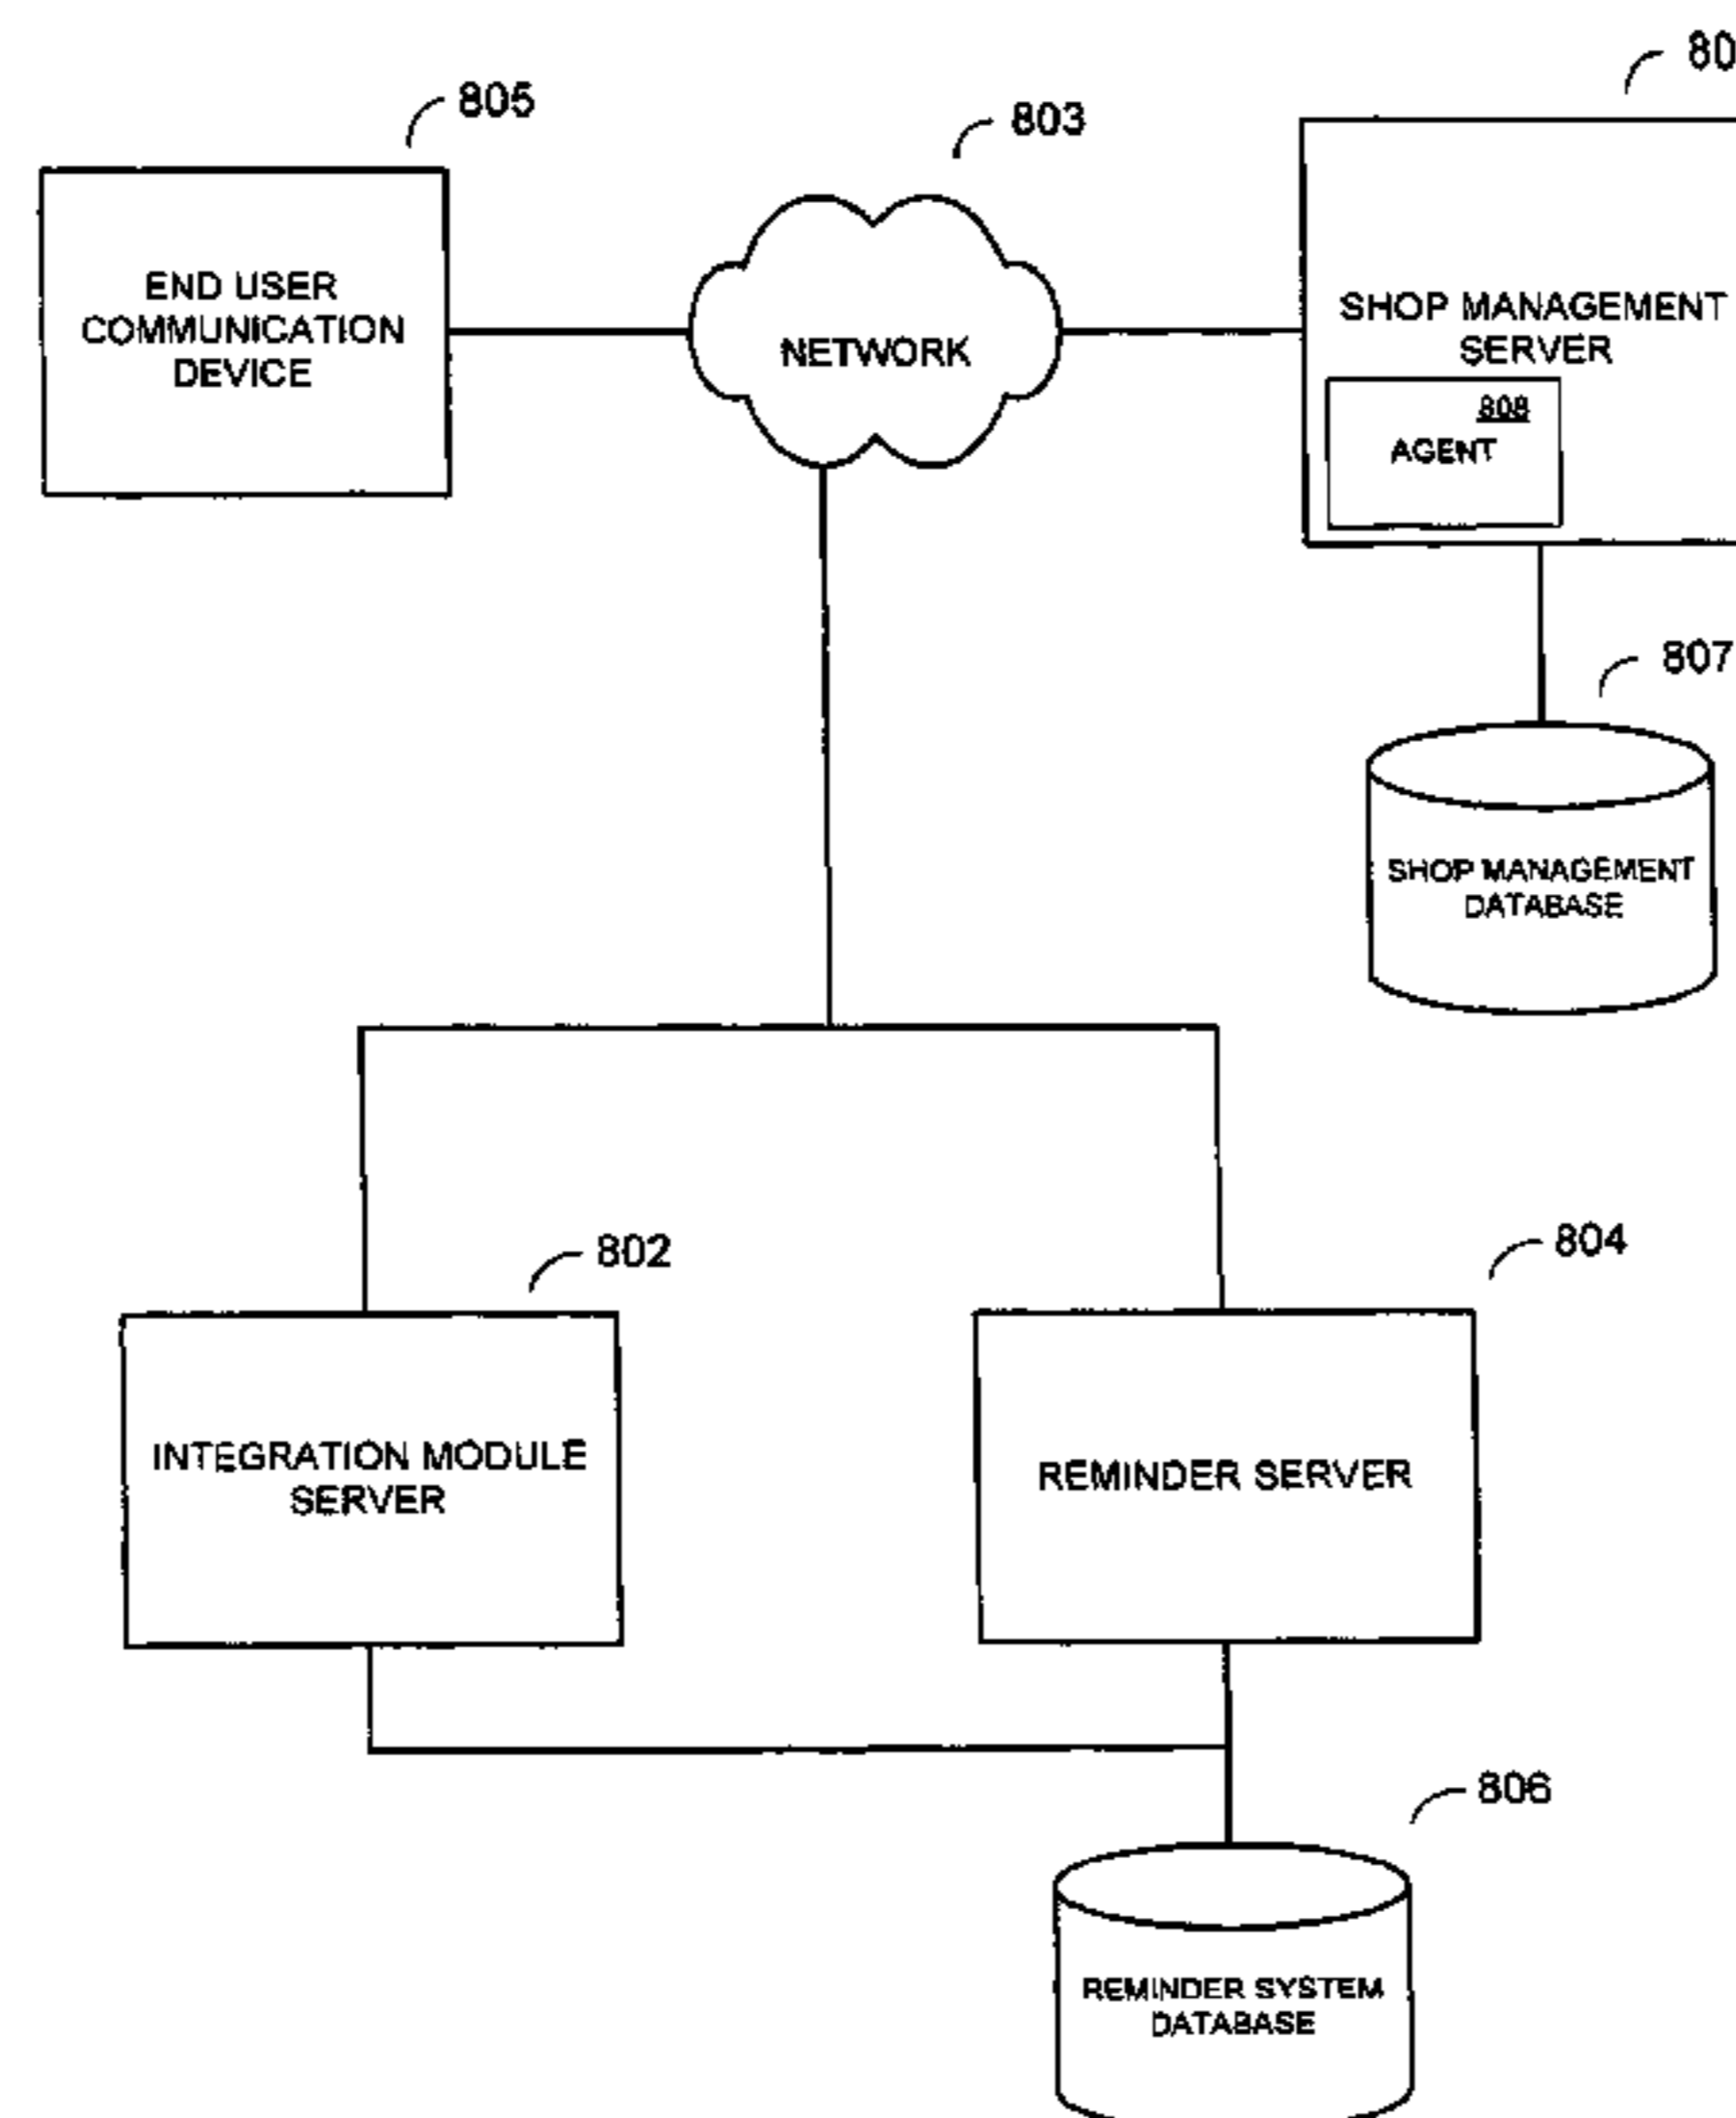 805
803
80
END USER
COMMUNICATION
DEVICE
NETWORK
SHOP MANAGEMENT
SERVER
808
AGENT
807
SHOP MANAGEMENT
DATABASE
802
804
INTEGRATION MODULE
SERVER
REMINDER SERVER
806
REMINDER SYSTEM
DATABASE